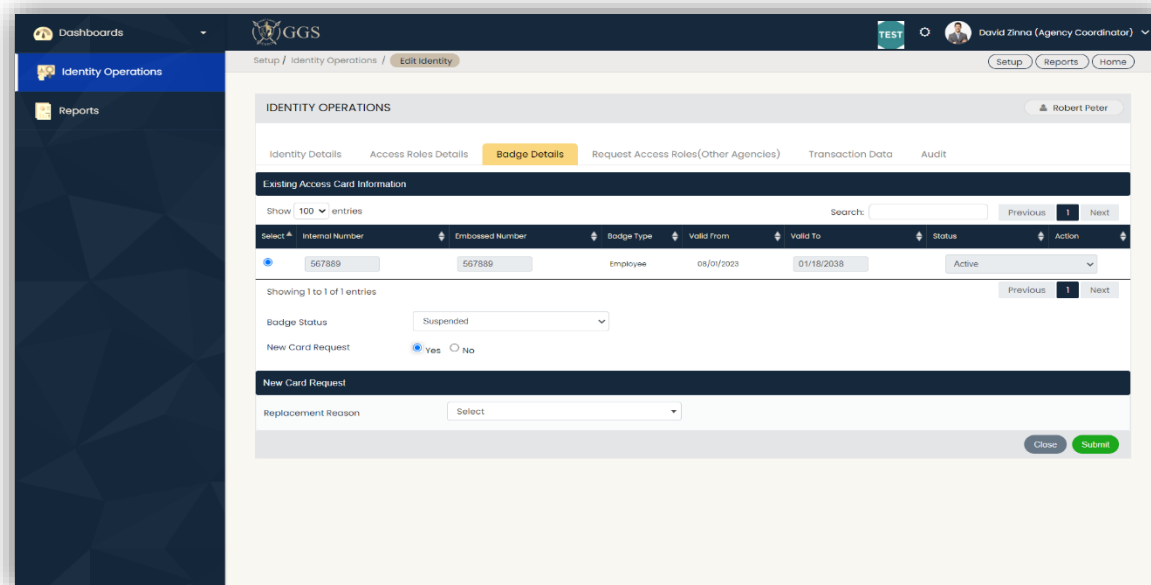 Dashboards
GGS
TEST
David Zinna (Agency Coordinator)
Identity Operations
Setup / Identity Operations / Edit Identity
Setup Reports Home
Reports
IDENTITY OPERATIONS
Robert Peter
Identity Details Access Roles Details Badge Details Request Access Roles(Other Agencies) Transaction Data Audit
Existing Access Card Information
Show 100 entries Search: Previous 1 Next
Select Internal Number Embossed Number Badge Type Valid From Valid To Status Action
567889 567889 Employee 08/01/2023 01/18/2038 Active
Showing 1 to 1 of 1 entries Previous 1 Next
Badge Status Suspended
New Card Request Yes No
New Card Request
Replacement Reason Select
Close Submit